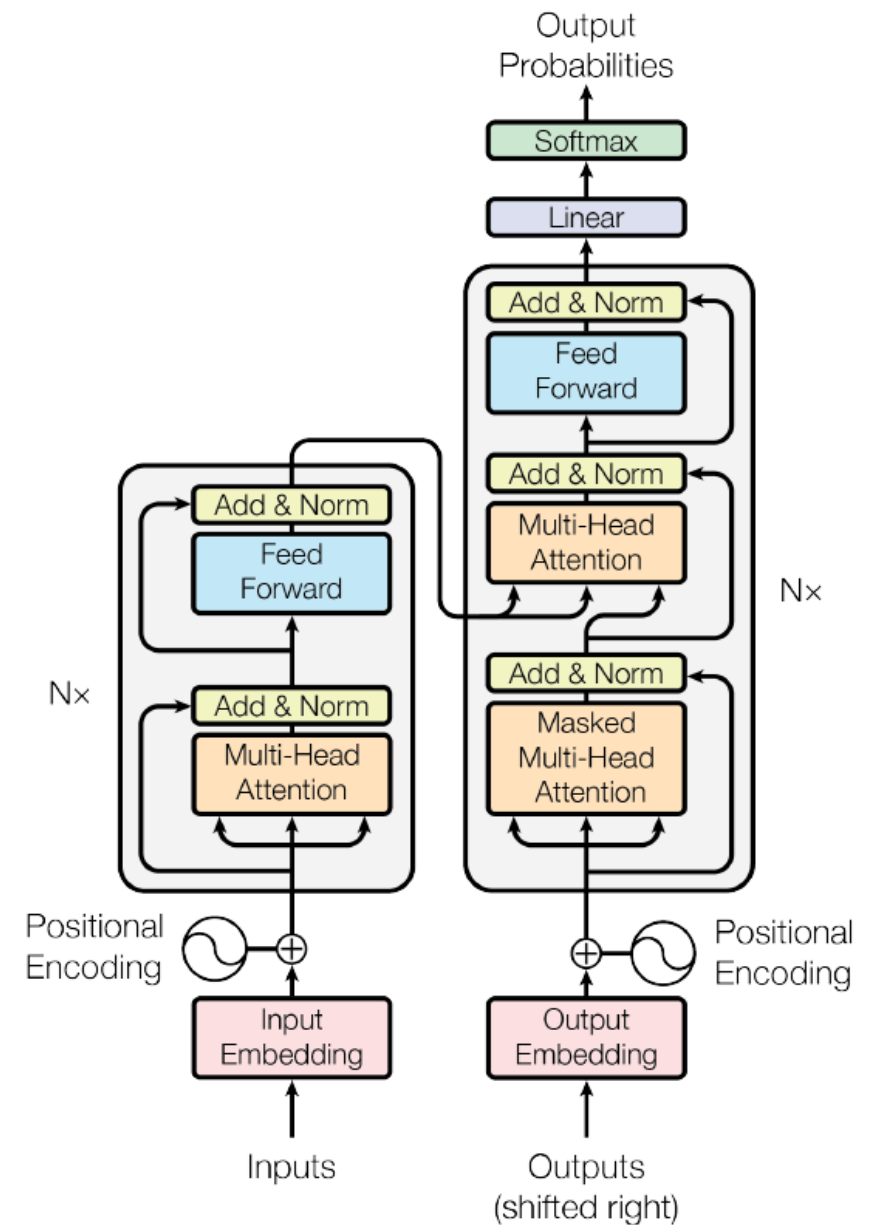 Output
Probabilities
Softmax
Linear
Add & Norm
Feed
Forward
Add & Norm
Multi-Head
Attention
Nx
Add & Norm
Masked
Multi-Head
Attention
Add & Norm
Feed
Forward
Nx
Add & Norm
Multi-Head
Attention
Positional
Encoding
Positional
Encoding
Input
Embedding
Output
Embedding
Inputs
Outputs
(shifted right)